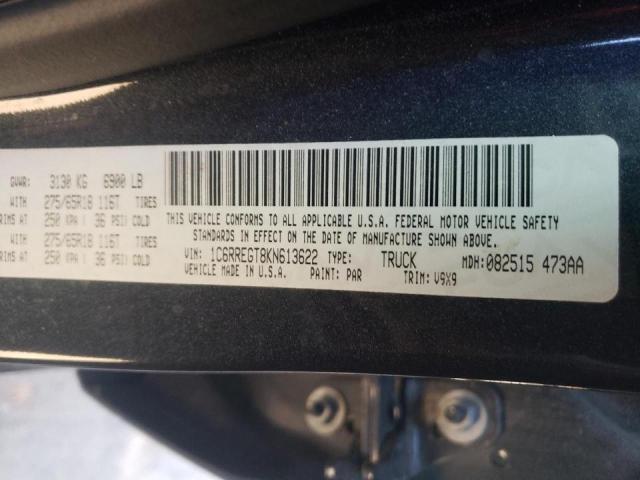 GVWR: 3130 KG 6900 LB
WITH 275/65R18 116T TIRES
RIMS AT 250 KPA ( 36 PSI) COLD
WITH 275/65R18 116T TIRES
RIMS AT 250 KPA ( 36 PSI) COLD
THIS VEHICLE CONFORMS TO ALL APPLICABLE U.S.A. FEDERAL MOTOR VEHICLE SAFETY
STANDARDS IN EFFECT ON THE DATE OF MANUFACTURE SHOWN ABOVE.
VIN: 1C6RREGT8KN613622 TYPE: TRUCK MDH: 082515 473AA
VEHICLE MADE IN U.S.A. PAINT: PAR TRIM: V9X9